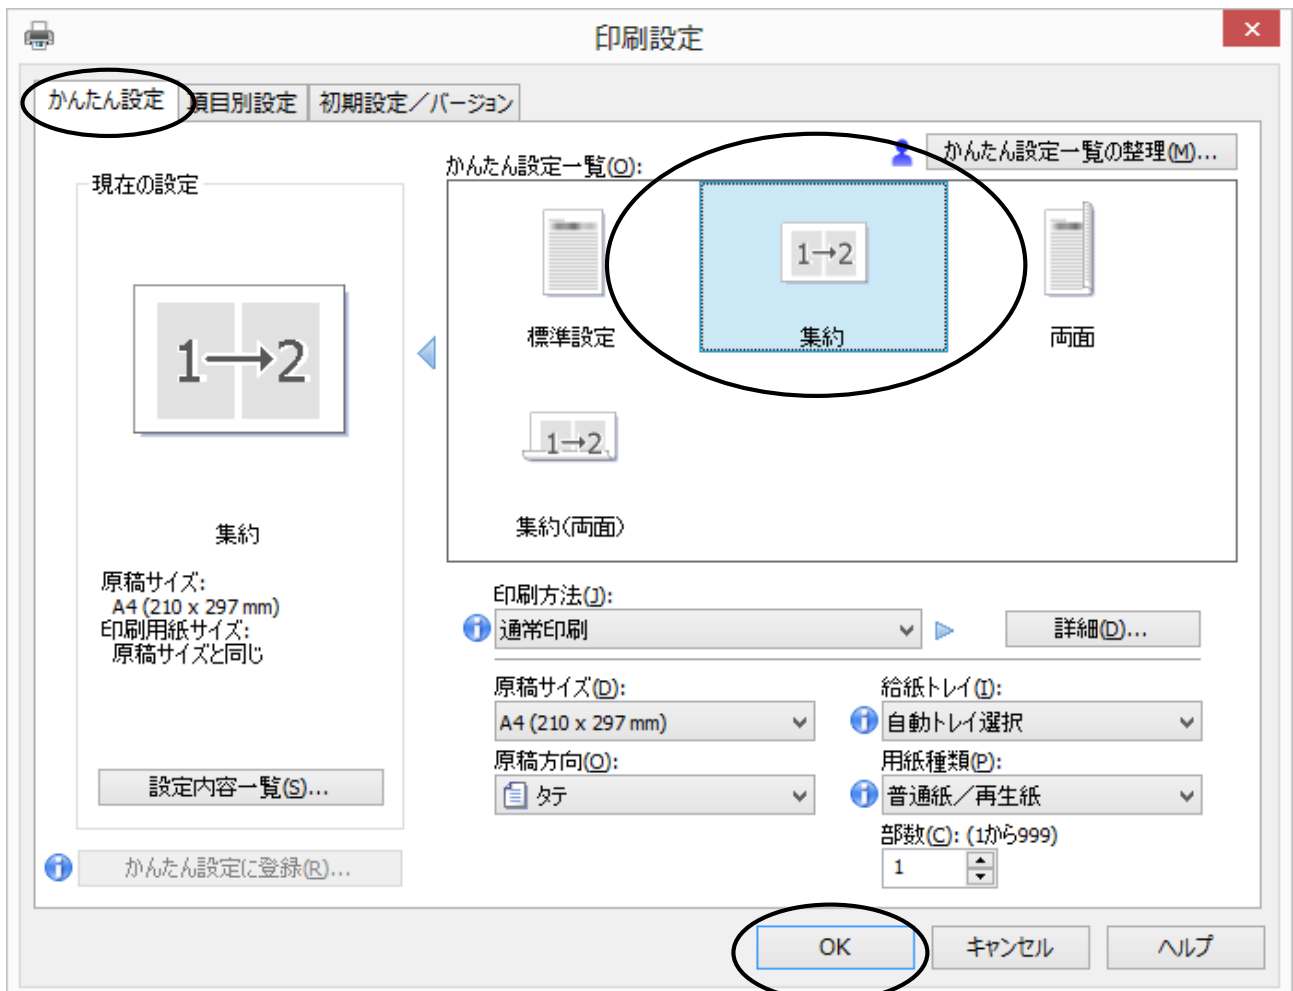 印刷設定
かんたん設定 項目別設定 初期設定／バージョン
かんたん設定一覧の整理(M)...
現在の設定
1→2
集約
原稿サイズ:
A4 (210 x 297 mm)
印刷用紙サイズ:
原稿サイズと同じ
設定内容一覧(S)...
かんたん設定に登録(R)...
かんたん設定一覧(O):
標準設定
1→2
集約
両面
1→2
集約(両面)
印刷方法(J):
通常印刷
詳細(D)...
原稿サイズ(D):
A4 (210 x 297 mm)
原稿方向(O):
タテ
給紙トレイ(I):
自動トレイ選択
用紙種類(P):
普通紙／再生紙
部数(C): (1から999)
1
OK キャンセル ヘルプ